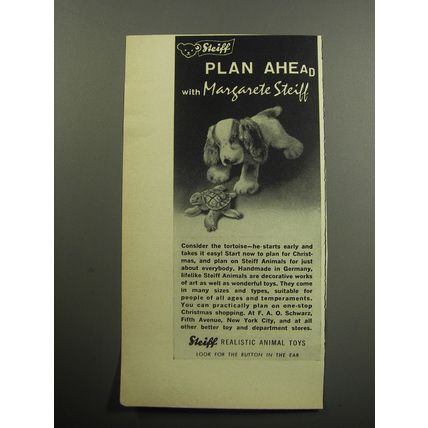 Steiff
PLAN AHEAD
with Margarete Steiff
Consider the tortoise—he starts early and
takes it easy! Start now to plan for Christ-
mas, and plan on Steiff Animals for just
about everybody. Handmade in Germany,
lifelike Steiff Animals are decorative works
of art as well as wonderful toys. They come
in many sizes and types, suitable for
people of all ages and temperaments.
You can practically plan on one-stop
Christmas shopping. At F. A. O. Schwarz,
Fifth Avenue, New York City, and at all
other better toy and department stores.
Steiff REALISTIC ANIMAL TOYS
LOOK FOR THE BUTTON IN THE EAR